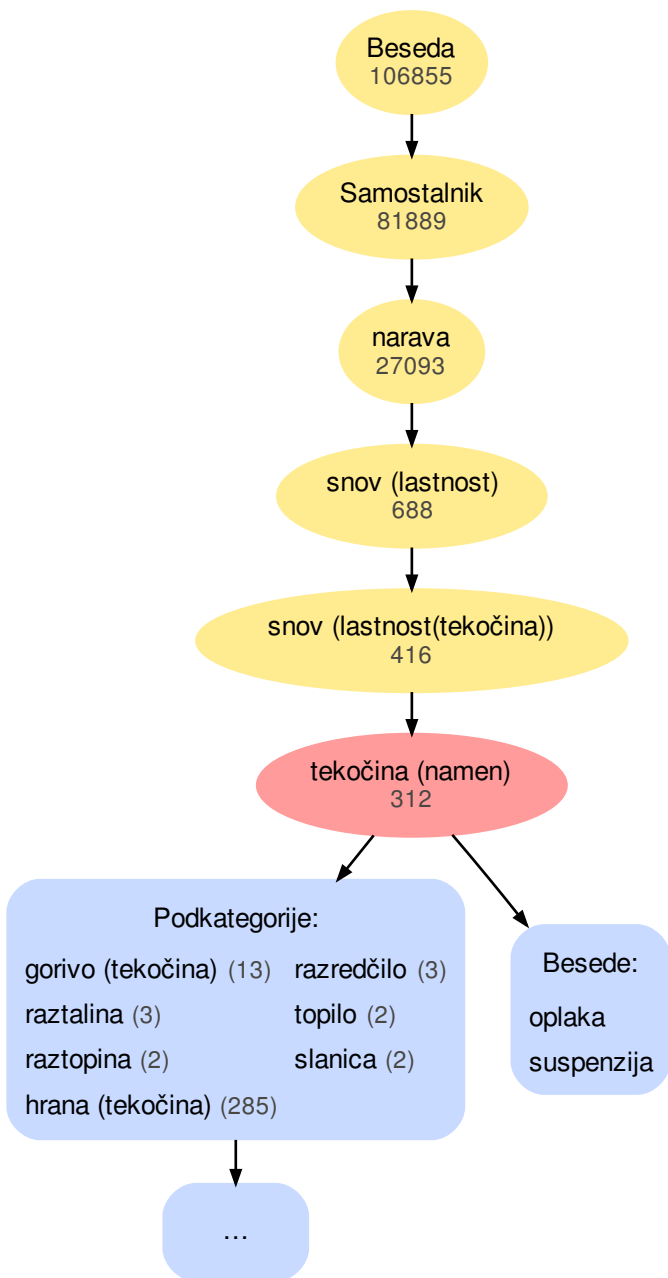 Beseda
106855
Samostalnik
81889
narava
27093
snov (lastnost)
688
snov (lastnost(tekočina))
416
tekočina (namen)
312
Podkategorije:
gorivo (tekočina) (13) razredčilo (3)
raztalina (3) topilo (2)
raztopina (2) slanica (2)
hrana (tekočina) (285)
Besede:
oplaka
suspenzija
...